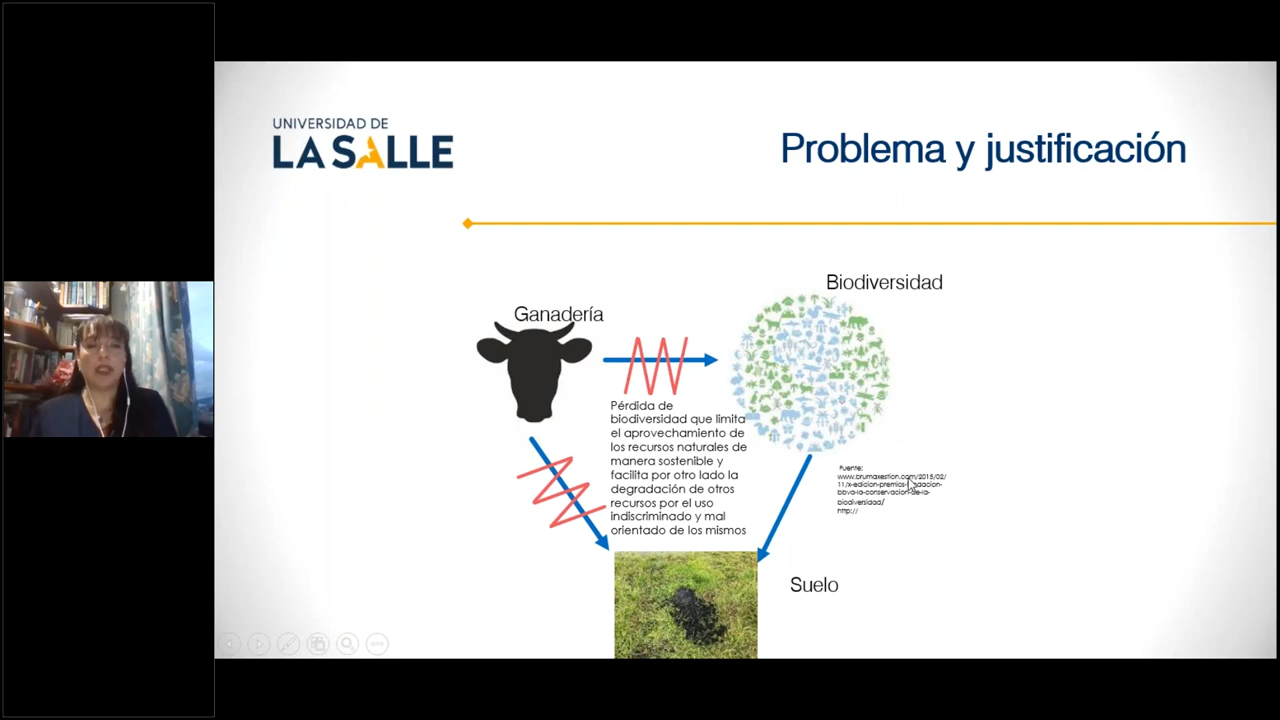 UNIVERSIDAD DE
LA SALLE
Problema y justificación
Biodiversidad
Ganadería
Pérdida de
biodiversidad que limita
el aprovechamiento de
los recursos naturales de
manera sostenible y
facilita por otro lado la
degradación de otros
recursos por el uso
indiscriminado y mal
orientado de los mismos
Fuente:
www.brumaxestion.com/2015/02/
11/x-edicion-premios-fundacion-
bbva-la-conservacion-de-la-
biodiversidad/
http://
Suelo